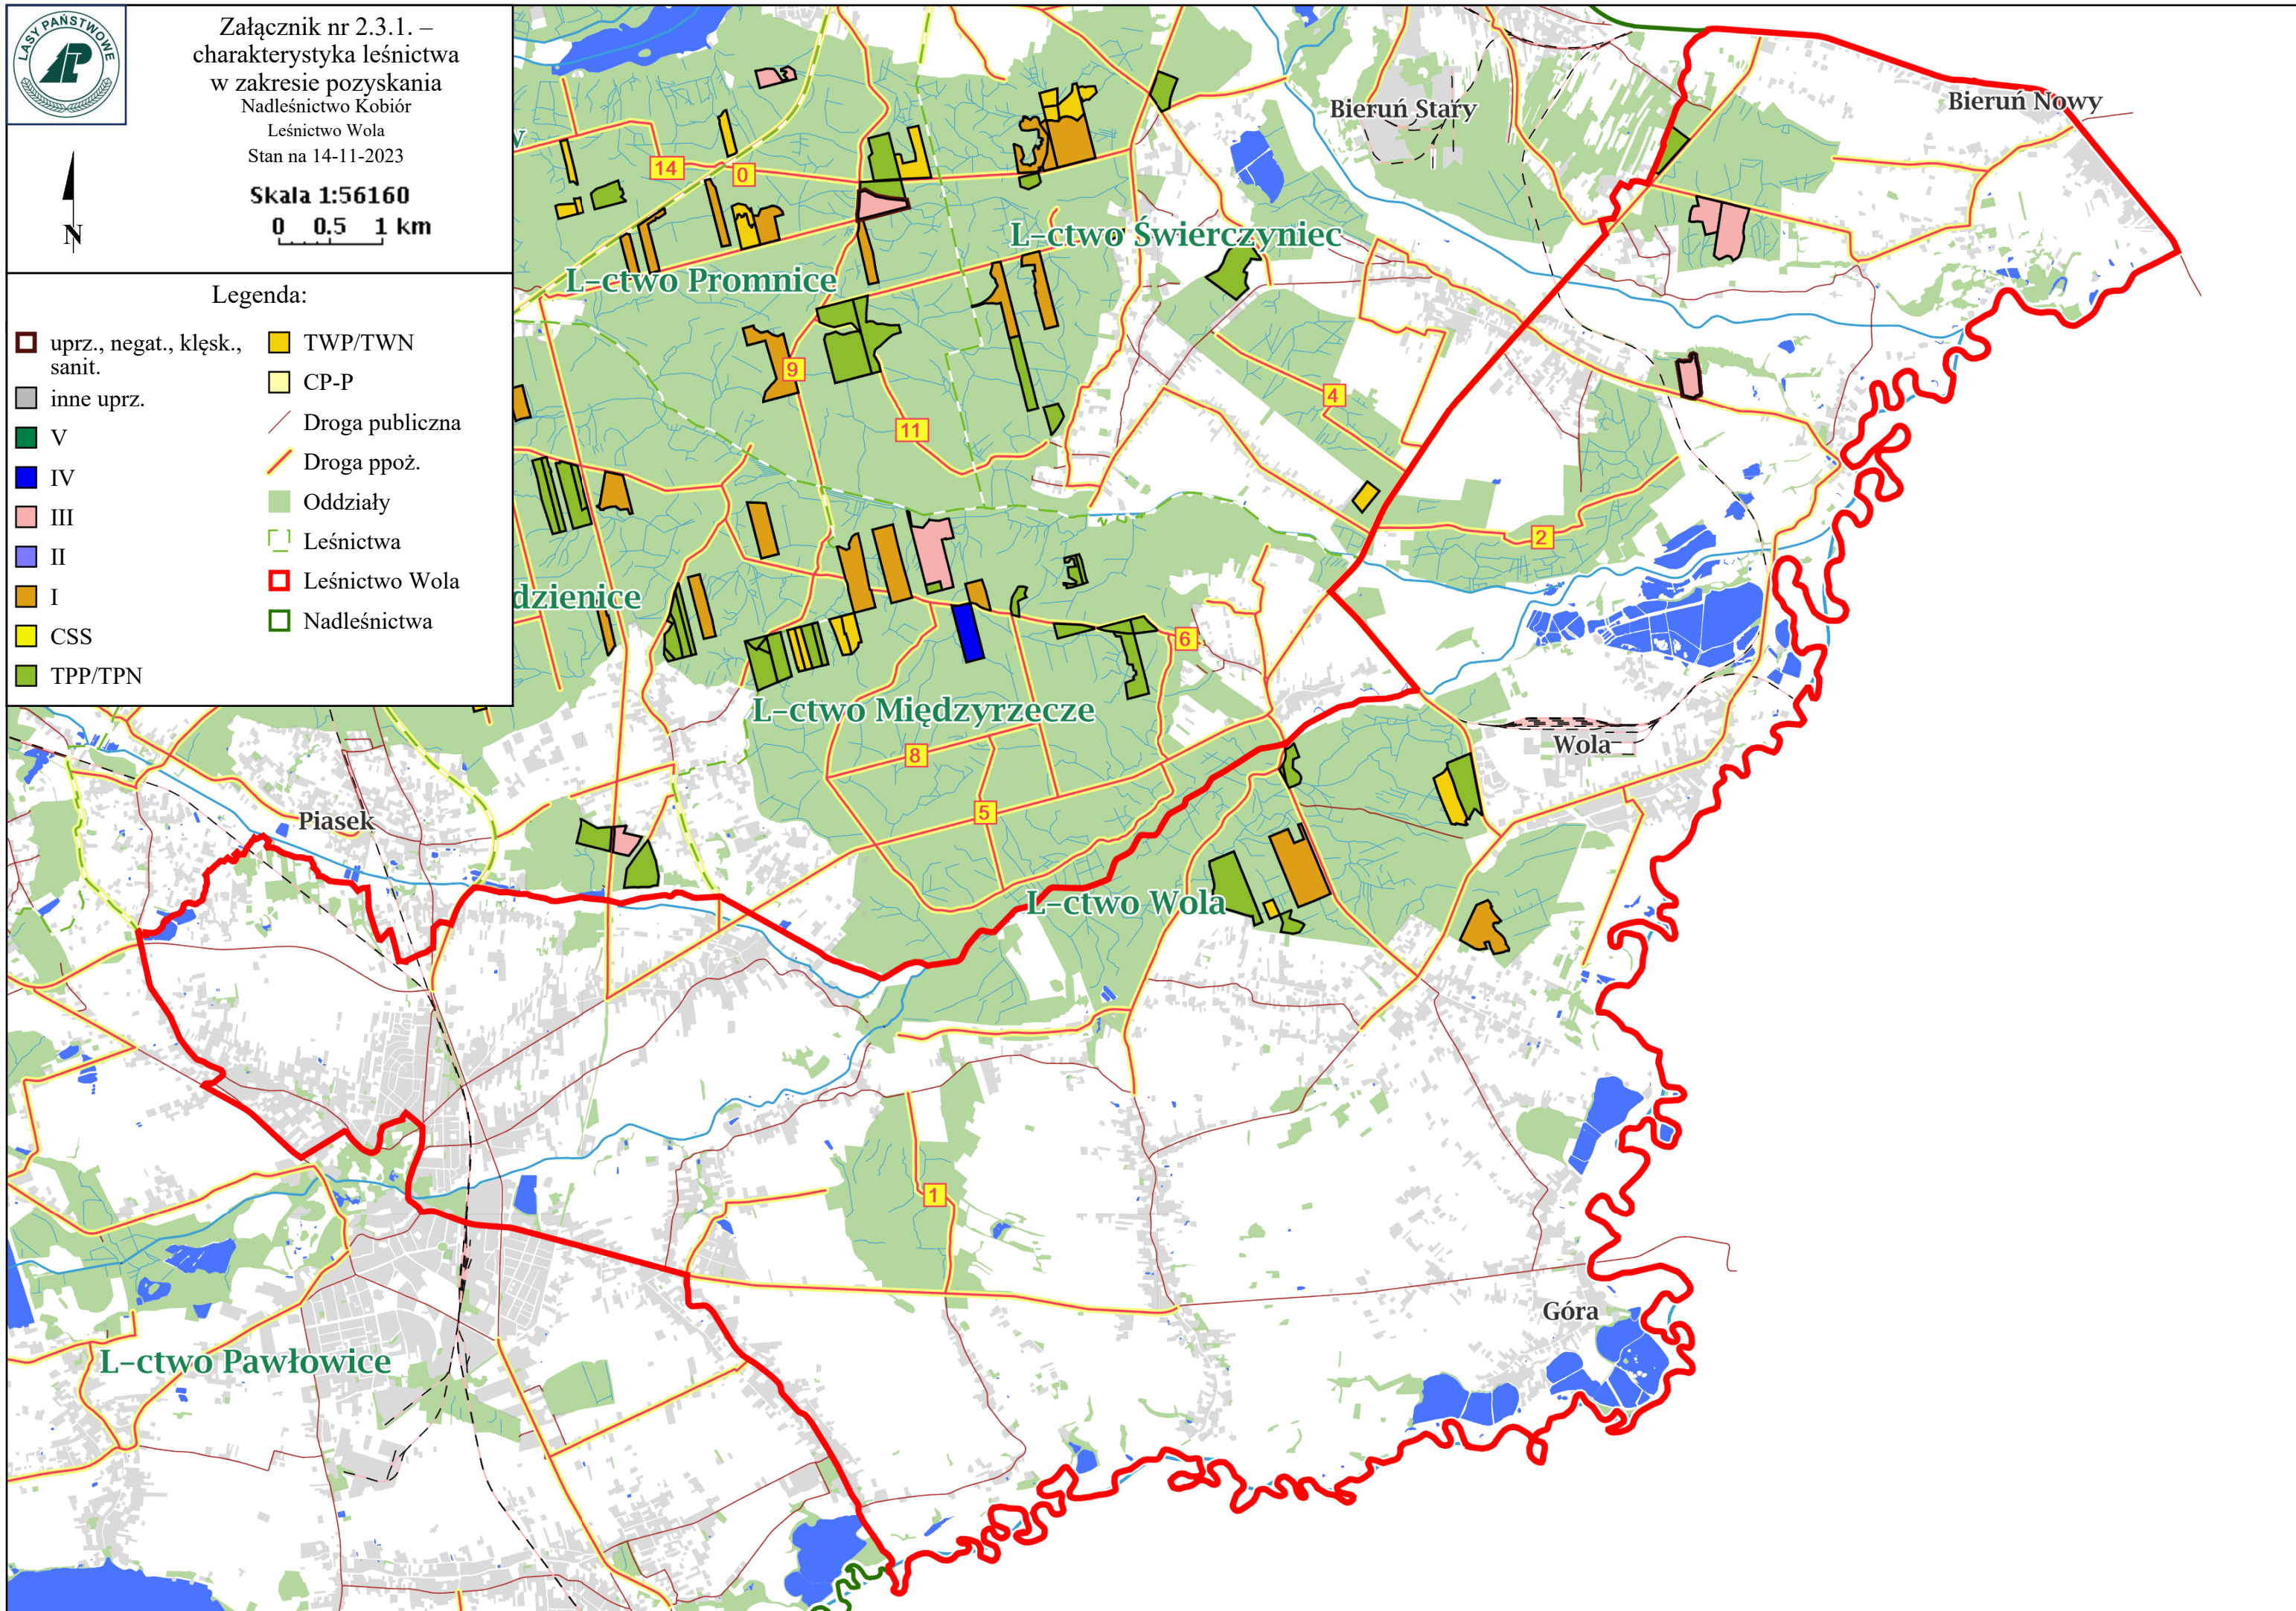 LASY PAŃSTWOWE
Załącznik nr 2.3.1. –
charakterystyka leśnictwa
w zakresie pozyskania
Nadleśnictwo Kobiór
Leśnictwo Wola
Stan na 14-11-2023
Skala 1:56160
0 0.5 1 km
N
Legenda:
uprz., negat., klęsk.,
sanit.
inne uprz.
V
IV
III
II
I
CSS
TPP/TPN
TWP/TWN
CP-P
Droga publiczna
Droga ppoż.
Oddziały
Leśnictwa
Leśnictwo Wola
Nadleśnictwa
Bieruń Stary
Bieruń Nowy
14
0
L-ctwo Świerczyniec
L-ctwo Promnice
9
4
11
2
dzienice
6
L-ctwo Międzyrzecze
8
Wola
5
Piasek
L-ctwo Wola
1
Góra
L-ctwo Pawłowice